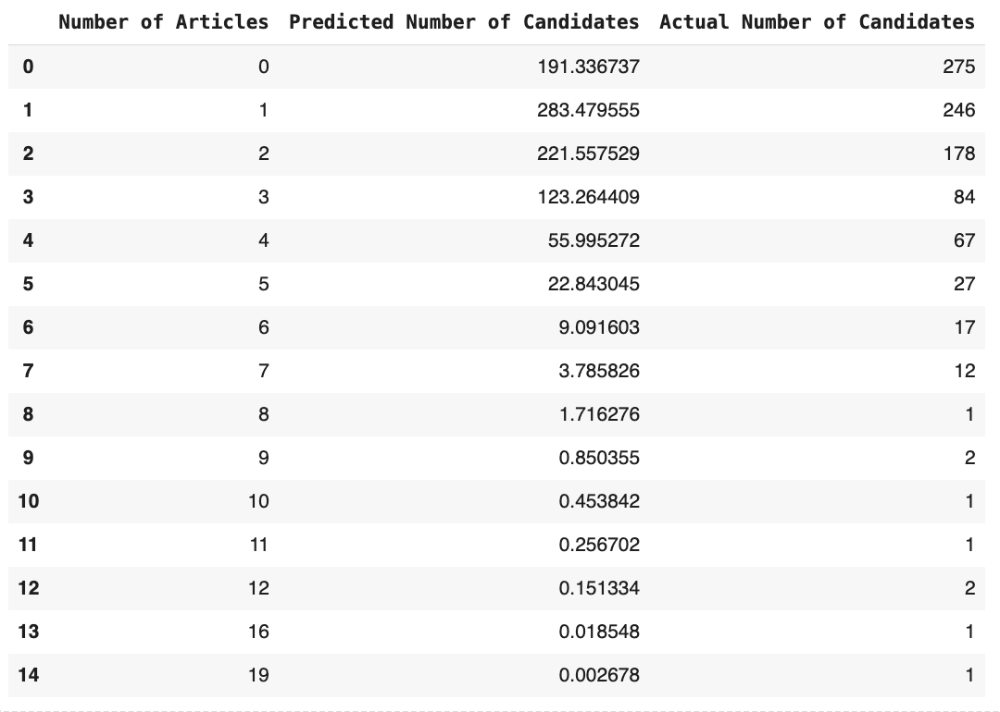 Number of Articles Predicted Number of Candidates Actual Number of Candidates
0 0 191.336737 275
1 1 283.479555 246
2 2 221.557529 178
3 3 123.264409 84
4 4 55.995272 67
5 5 22.843045 27
6 6 9.091603 17
7 7 3.785826 12
8 8 1.716276 1
9 9 0.850355 2
10 10 0.453842 1
11 11 0.256702 1
12 12 0.151334 2
13 16 0.018548 1
14 19 0.002678 1